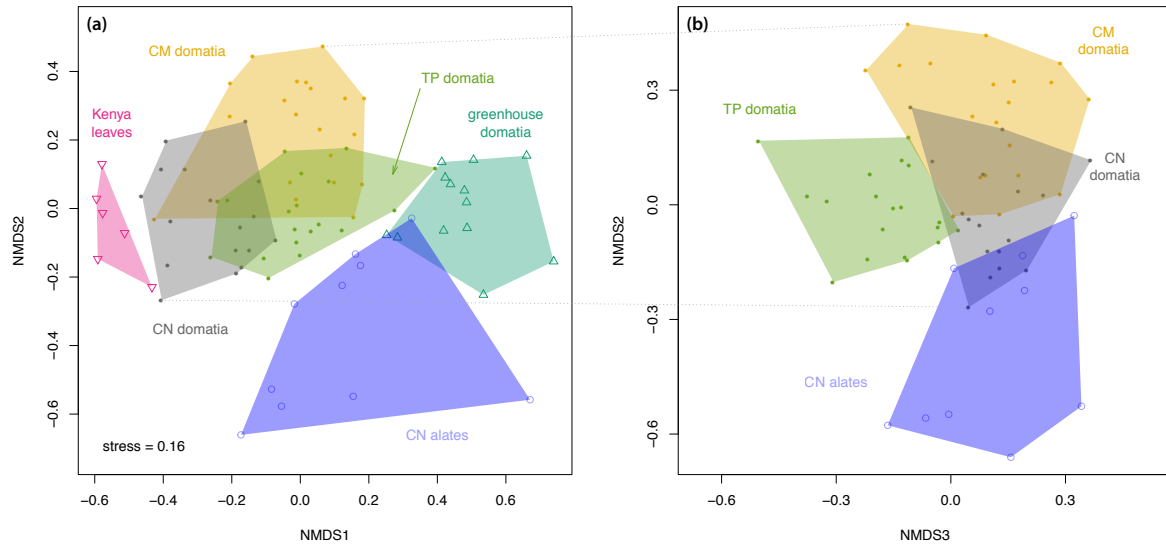 (a)
CM domatia
TP domatia
Kenya
leaves
greenhouse
domatia
CN domatia
CN alates
stress = 0.16
NMDS2
0.4
0.2
0.0
−0.2
−0.4
−0.6
−0.6
−0.4
−0.2
0.0
0.2
0.4
0.6
NMDS1
(b)
CM
domatia
TP domatia
CN
domatia
CN alates
NMDS2
0.3
0.0
−0.3
−0.6
−0.6
−0.3
0.0
0.3
NMDS3